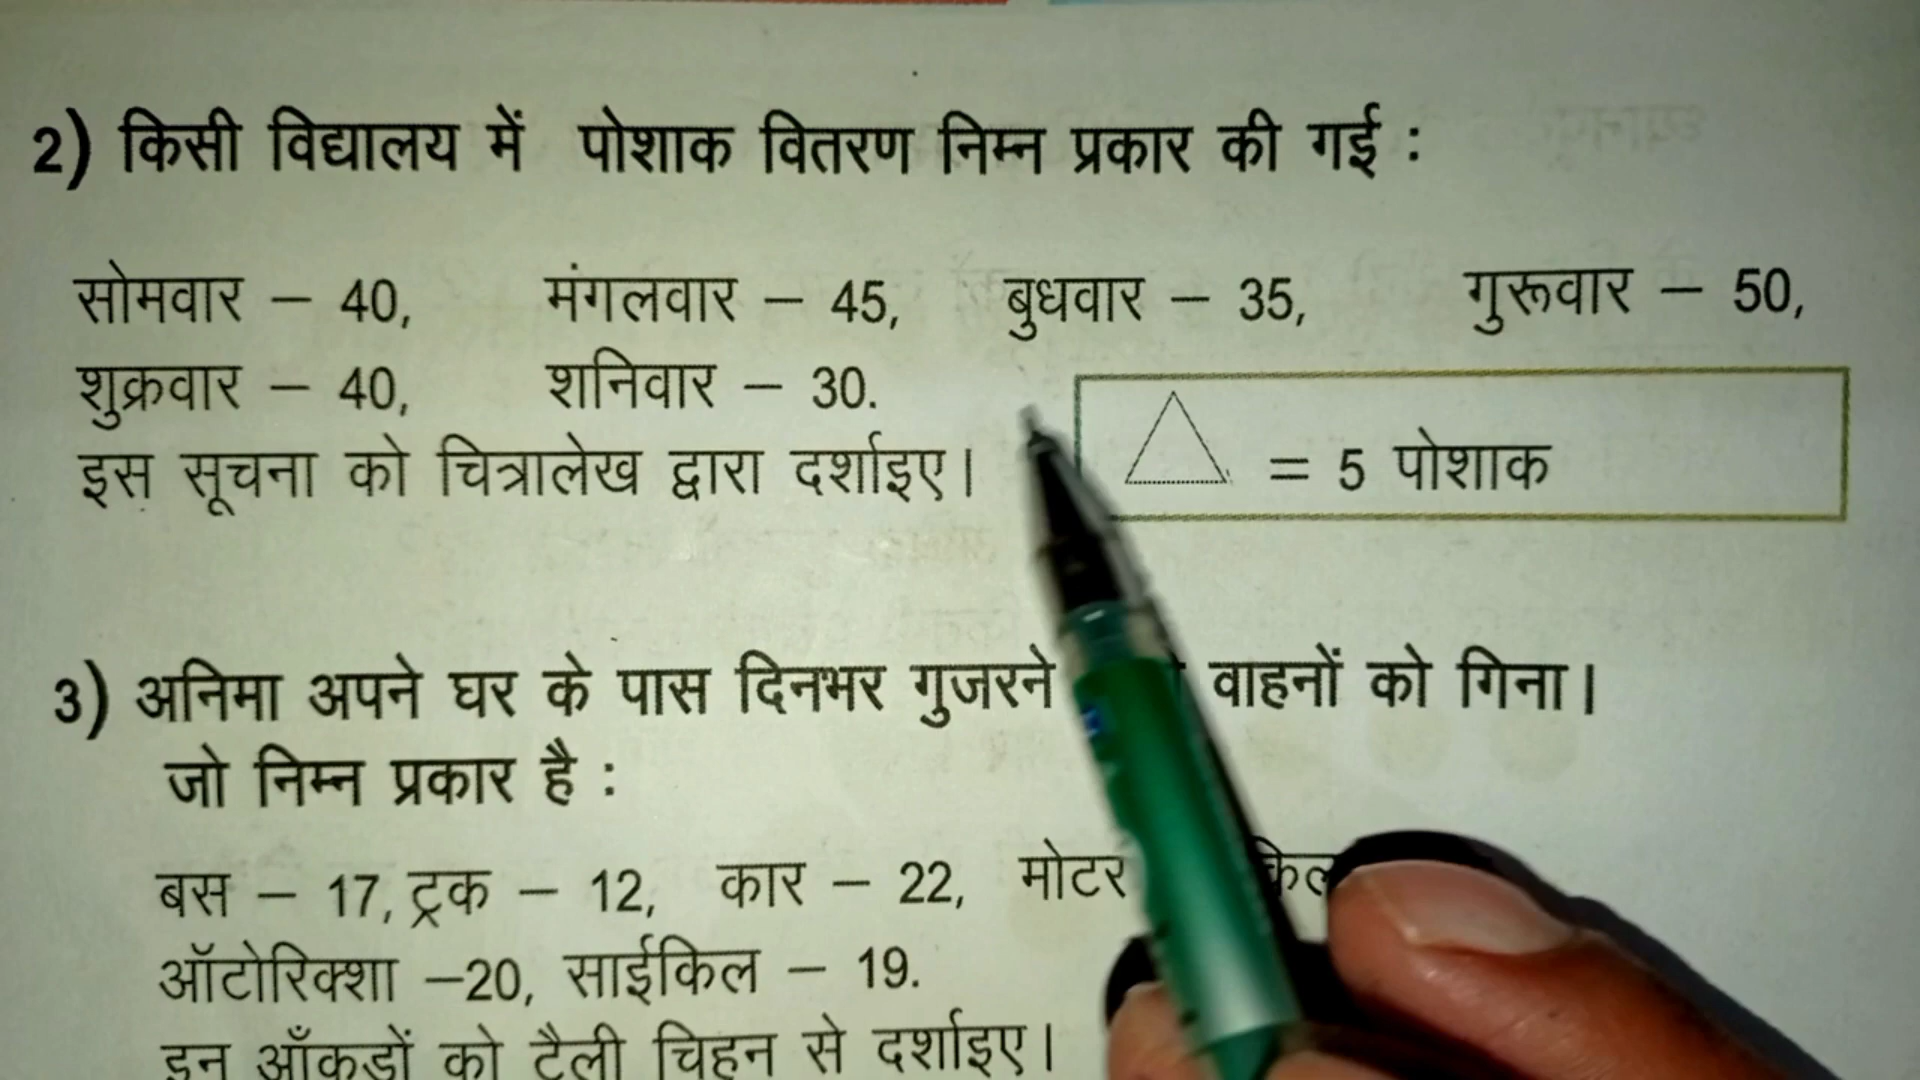 2) किसी विद्यालय में पोशाक वितरण निम्न प्रकार की गई :
सोमवार – 40, मंगलवार – 45, बुधवार – 35, गुरूवार – 50,
शुक्रवार – 40, शनिवार – 30.
इस सूचना को चित्रालेख द्वारा दर्शाइए।
= 5 पोशाक
3) अनिमा अपने घर के पास दिनभर गुजरने वाहनों को गिना।
जो निम्न प्रकार है :
बस – 17, ट्रक – 12, कार – 22, मोटर
ऑटोरिक्शा –20, साईकिल – 19.
इन आँकड़ों को टैली चिहन से दर्शाइए।